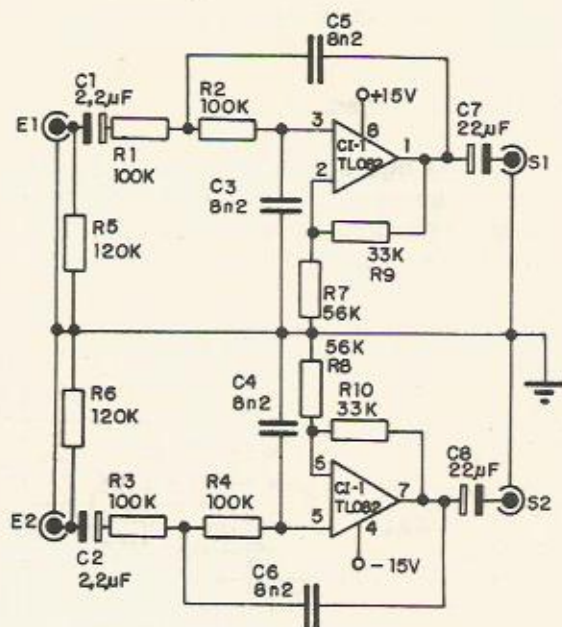 C5
8n2
C1
2,2µF
R2
100K
+15V
C7
22µF
E1
3
8
1
CI-1
TL082
S1
R1
100K
2
C3
8n2
R5
120K
33K
R9
R7
56K
56K
R8
C4
8n2
R10
33K
R6
120K
C8
22µF
6
CI-1
TL082
7
R3
100K
R4
100K
E2
5
4
S2
C2
2,2µF
-15V
C6
8n2